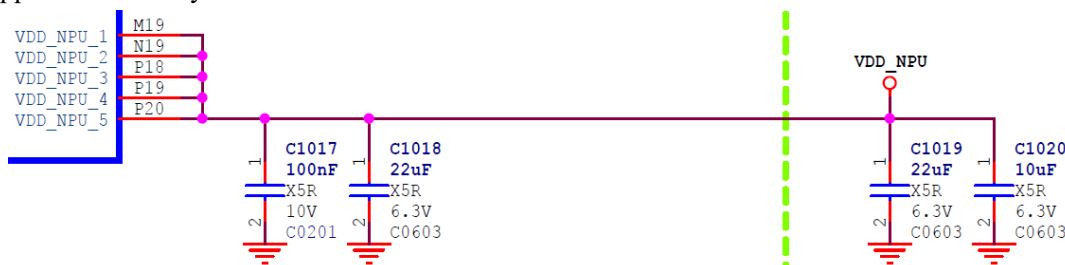 VDD_NPU_1 M19
VDD_NPU_2 N19
VDD_NPU_3 P18
VDD_NPU_4 P19
VDD_NPU_5 P20
VDD_NPU
1 C1017
100nF
X5R
10V
2 C0201
1 C1018
22uF
X5R
6.3V
2 C0603
1 C1019
22uF
X5R
6.3V
2 C0603
1 C1020
10uF
X5R
6.3V
2 C0603